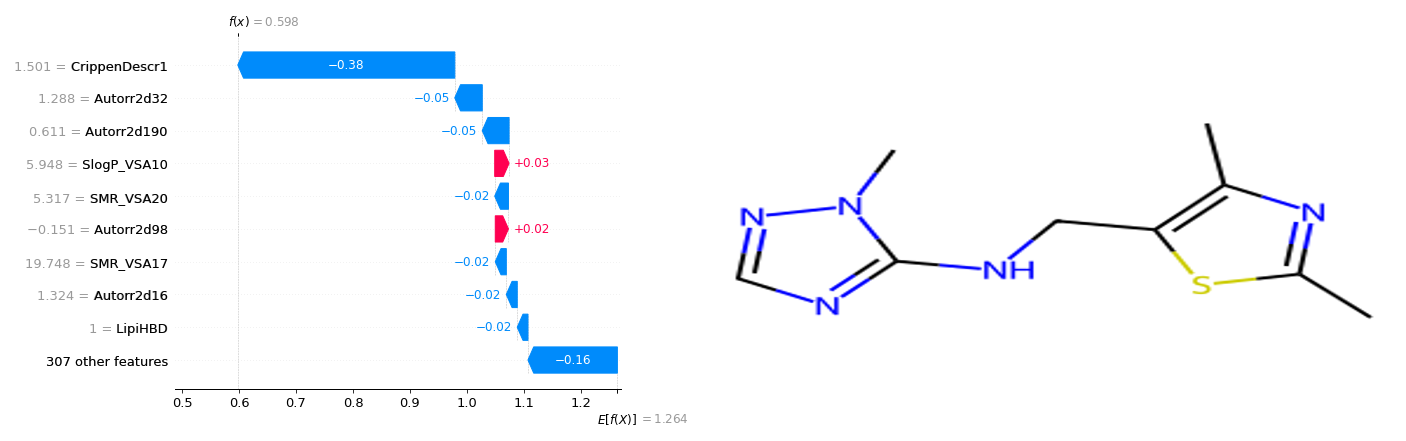 f(x) = 0.598
1.501 = CrippenDescr1
−0.38
1.288 = Autorr2d32
−0.05
0.611 = Autorr2d190
−0.05
5.948 = SlogP_VSA10
+0.03
5.317 = SMR_VSA20
−0.02
−0.151 = Autorr2d98
+0.02
19.748 = SMR_VSA17
−0.02
1.324 = Autorr2d16
−0.02
1 = LipiHBD
−0.02
307 other features
−0.16
0.5 0.6 0.7 0.8 0.9 1.0 1.1 1.2
E[f(X)] = 1.264
N
N
N
NH
N
S